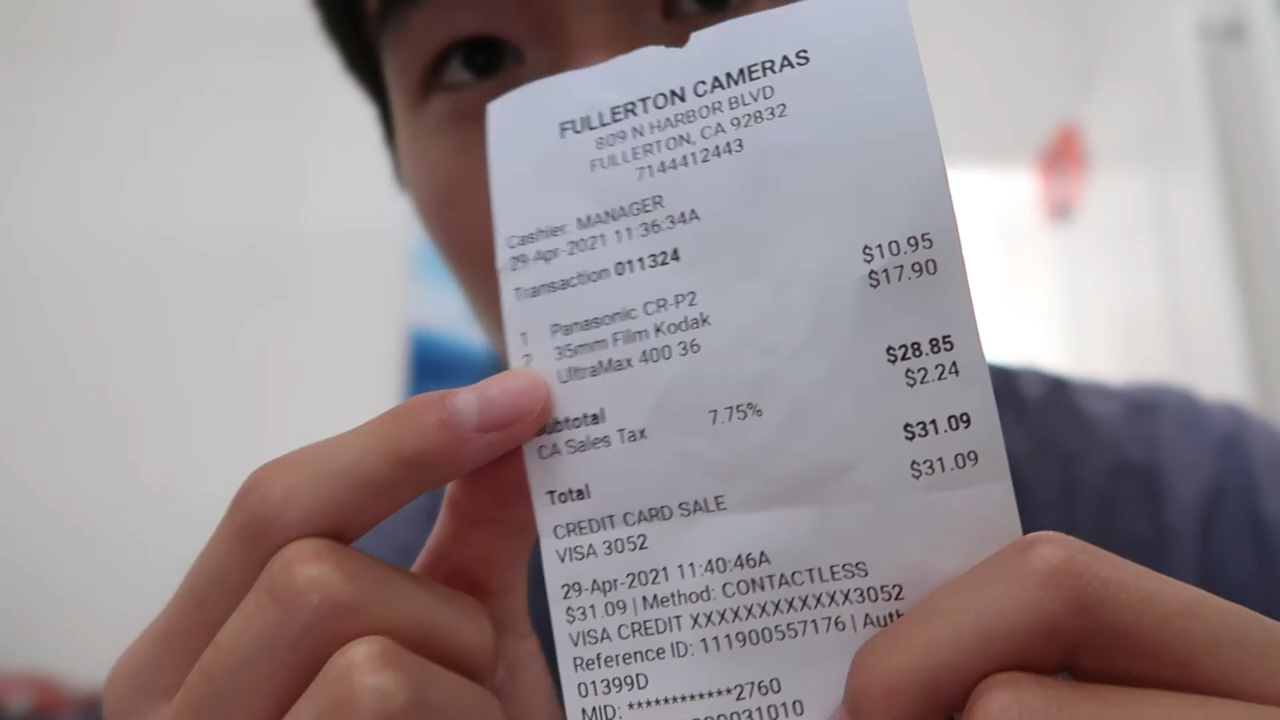 FULLERTON CAMERAS
809 N HARBOR BLVD
FULLERTON, CA 92832
7144412443
Cashier: MANAGER
29-Apr-2021 11:36:34A
Transaction 011324
1 Panasonic CR-P2 $10.95
2 35mm Film Kodak $17.90
UltraMax 400 36
Subtotal $28.85
CA Sales Tax 7.75% $2.24
Total $31.09
CREDIT CARD SALE $31.09
VISA 3052
29-Apr-2021 11:40:46A
$31.09 | Method: CONTACTLESS
VISA CREDIT XXXXXXXXXXXX3052
Reference ID: 111900557176 | Auth
01399D
MID: ************2760